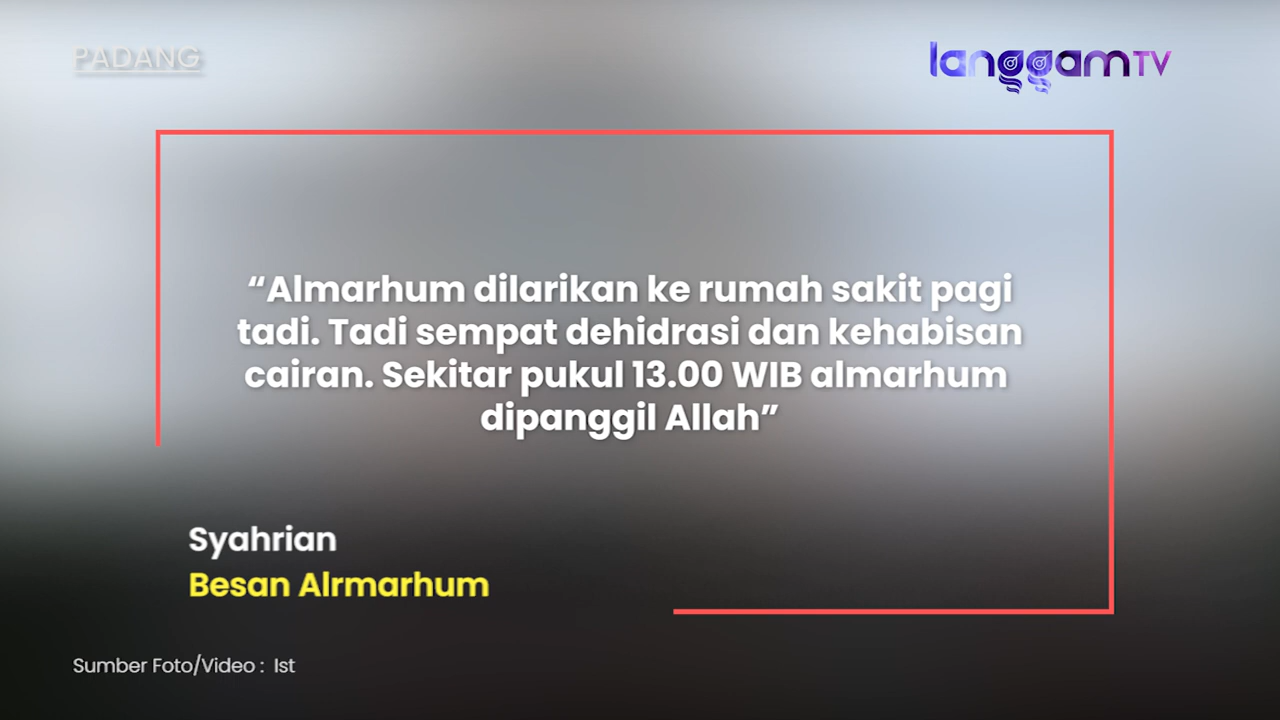 PADANG
langgamTV
“Almarhum dilarikan ke rumah sakit pagi
tadi. Tadi sempat dehidrasi dan kehabisan
cairan. Sekitar pukul 13.00 WIB almarhum
dipanggil Allah”
Syahrian
Besan Alrmarhum
Sumber Foto/Video : Ist